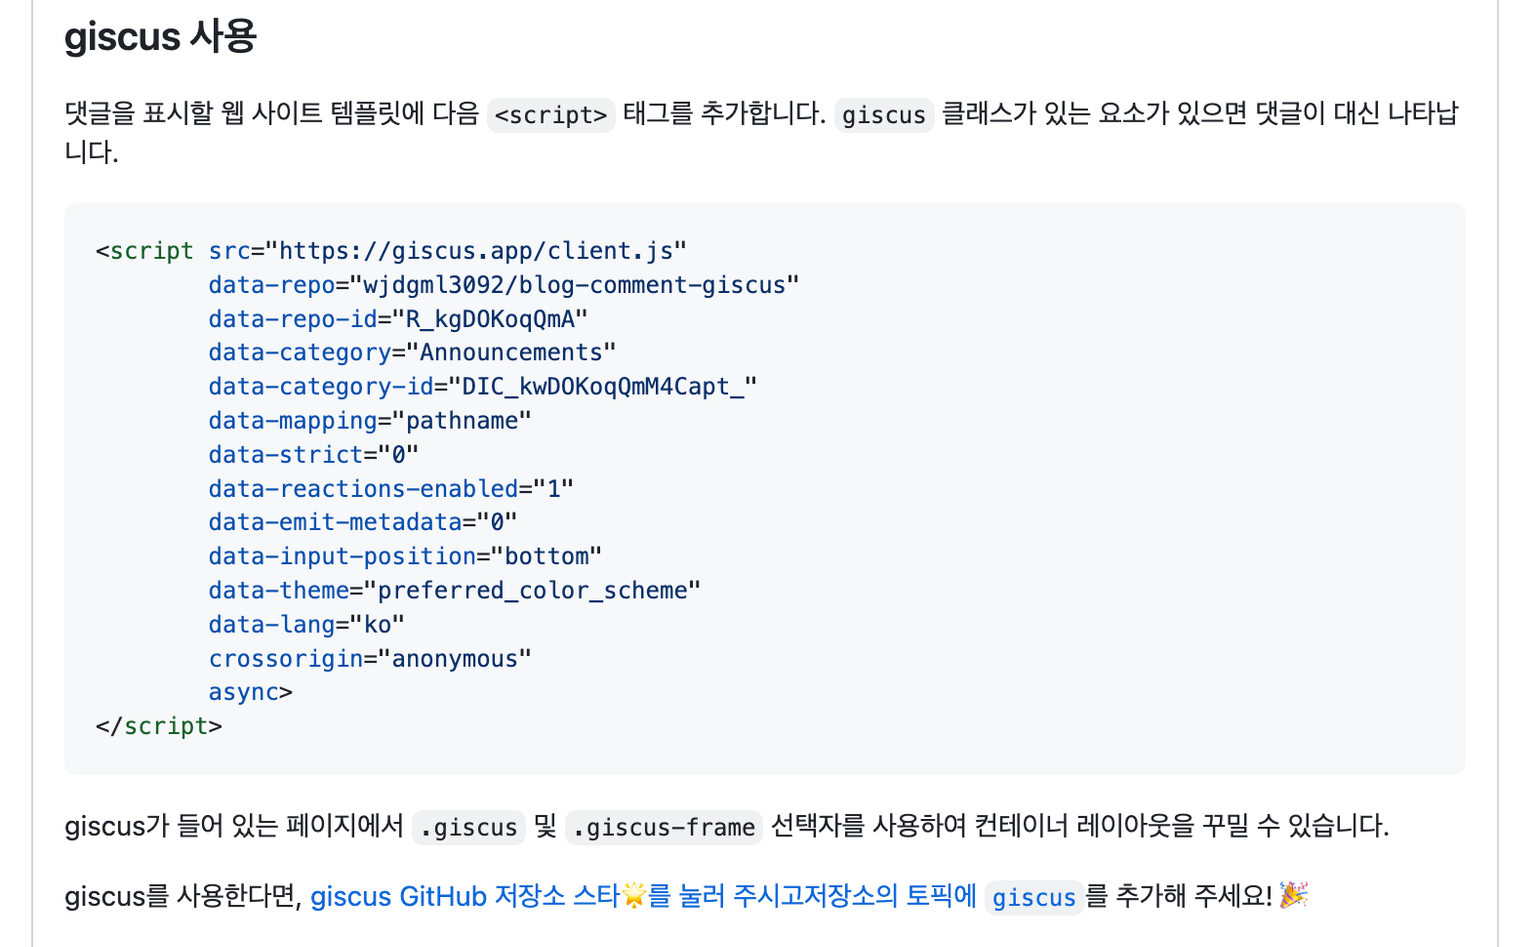 giscus 사용
댓글을 표시할 웹 사이트 템플릿에 다음 <script> 태그를 추가합니다. giscus 클래스가 있는 요소가 있으면 댓글이 대신 나타납
니다.
<script src="https://giscus.app/client.js"
        data-repo="wjdgml3092/blog-comment-giscus"
        data-repo-id="R_kgDOKoqQmA"
        data-category="Announcements"
        data-category-id="DIC_kwDOKoqQmM4Capt_"
        data-mapping="pathname"
        data-strict="0"
        data-reactions-enabled="1"
        data-emit-metadata="0"
        data-input-position="bottom"
        data-theme="preferred_color_scheme"
        data-lang="ko"
        crossorigin="anonymous"
        async>
</script>
giscus가 들어 있는 페이지에서 .giscus 및 .giscus-frame 선택자를 사용하여 컨테이너 레이아웃을 꾸밀 수 있습니다.
giscus를 사용한다면, giscus GitHub 저장소 스타🌟를 눌러 주시고저장소의 토픽에 giscus를 추가해 주세요! 🎉